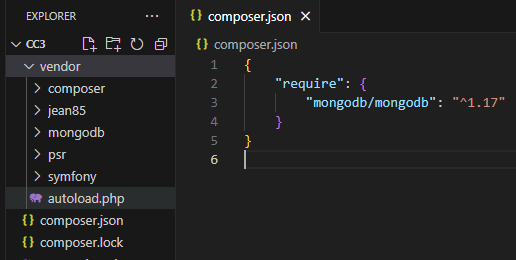 EXPLORER
CC3
vendor
composer
jean85
mongodb
psr
symfony
autoload.php
{} composer.json
{} composer.lock
{} composer.json ×
{} composer.json
1 {
2     "require": {
3         "mongodb/mongodb": "^1.17"
4     }
5 }
6